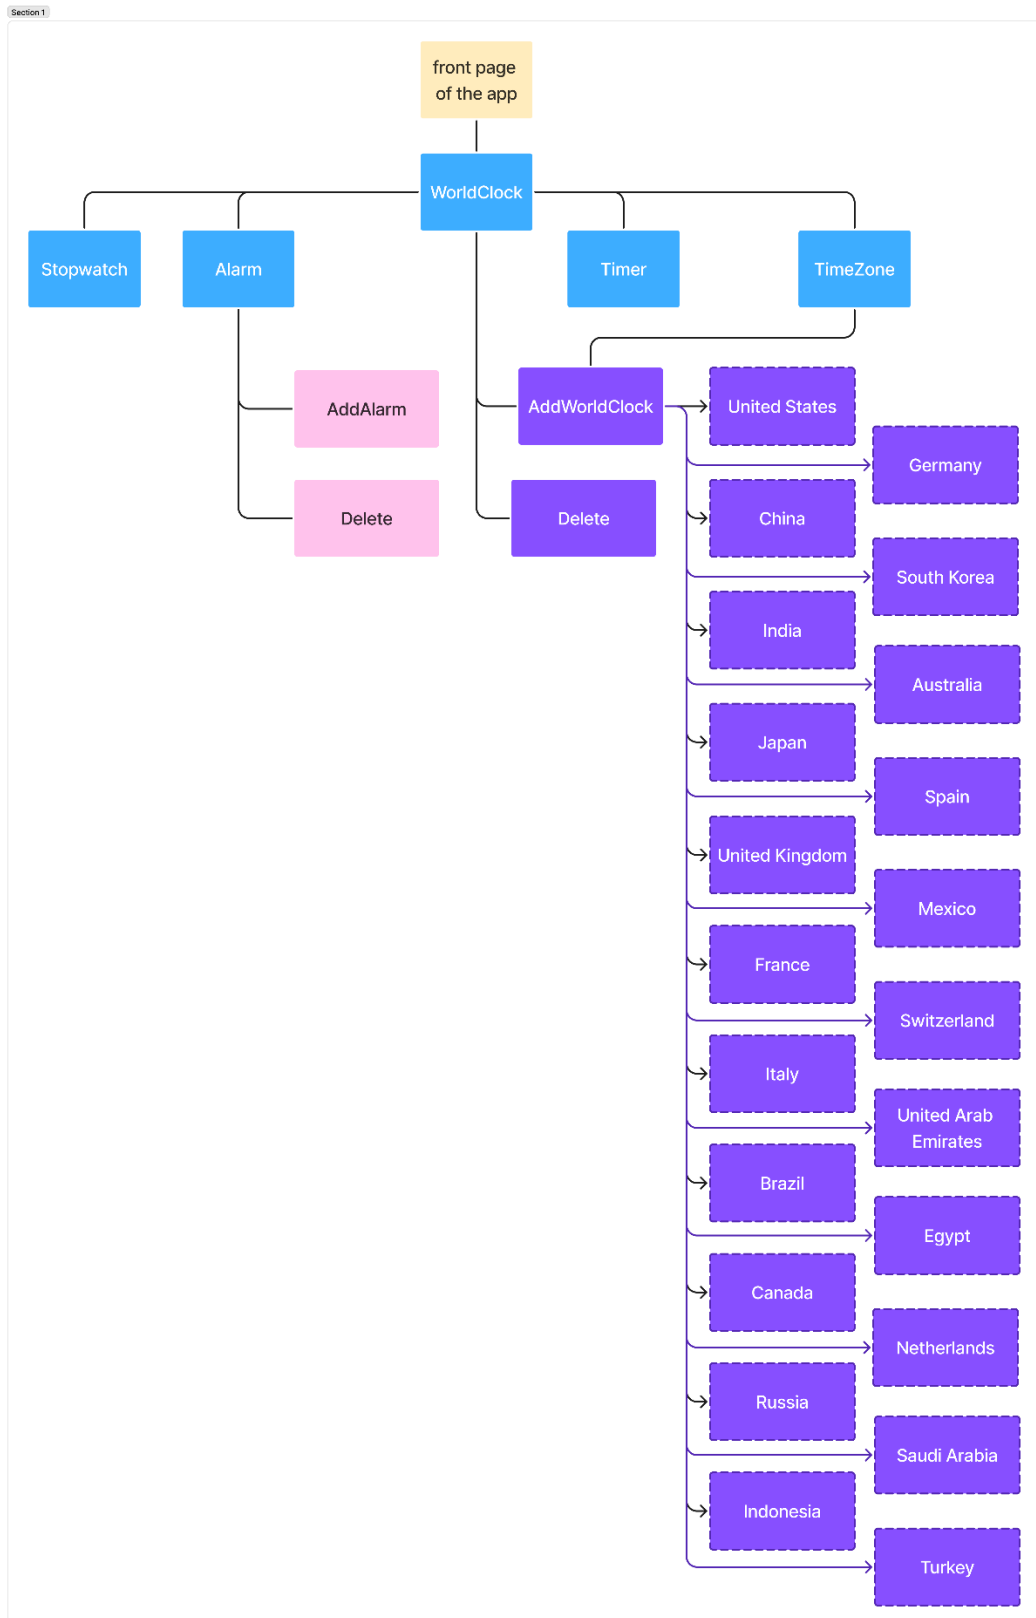 Section 1
front page
of the app
WorldClock
Stopwatch
Alarm
Timer
TimeZone
AddAlarm
AddWorldClock
United States
Germany
Delete
Delete
China
South Korea
India
Australia
Japan
Spain
United Kingdom
Mexico
France
Switzerland
Italy
United Arab
Emirates
Brazil
Egypt
Canada
Netherlands
Russia
Saudi Arabia
Indonesia
Turkey